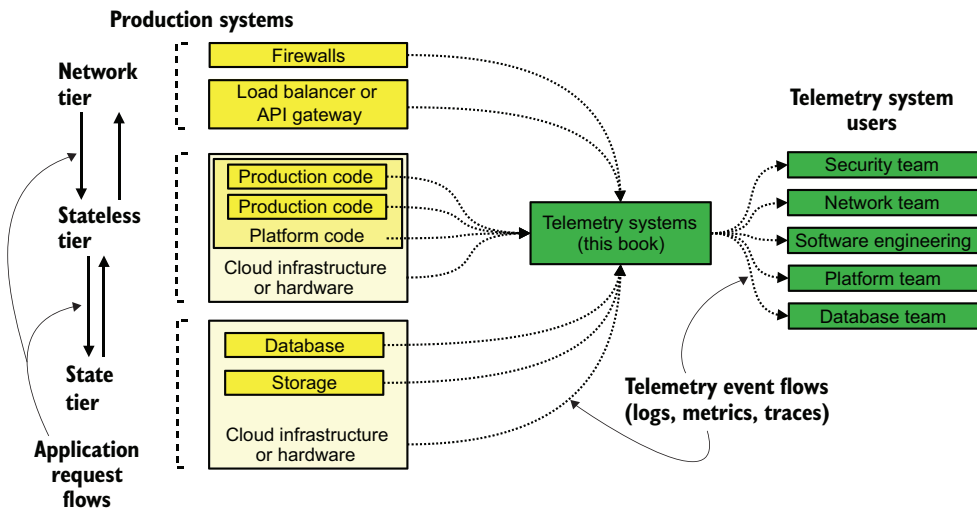 Production systems
Network
tier
Stateless
tier
State
tier
Application
request
flows
Firewalls
Load balancer or
API gateway
Production code
Production code
Platform code
Cloud infrastructure
or hardware
Database
Storage
Cloud infrastructure
or hardware
Telemetry systems
(this book)
Telemetry event flows
(logs, metrics, traces)
Telemetry system
users
Security team
Network team
Software engineering
Platform team
Database team